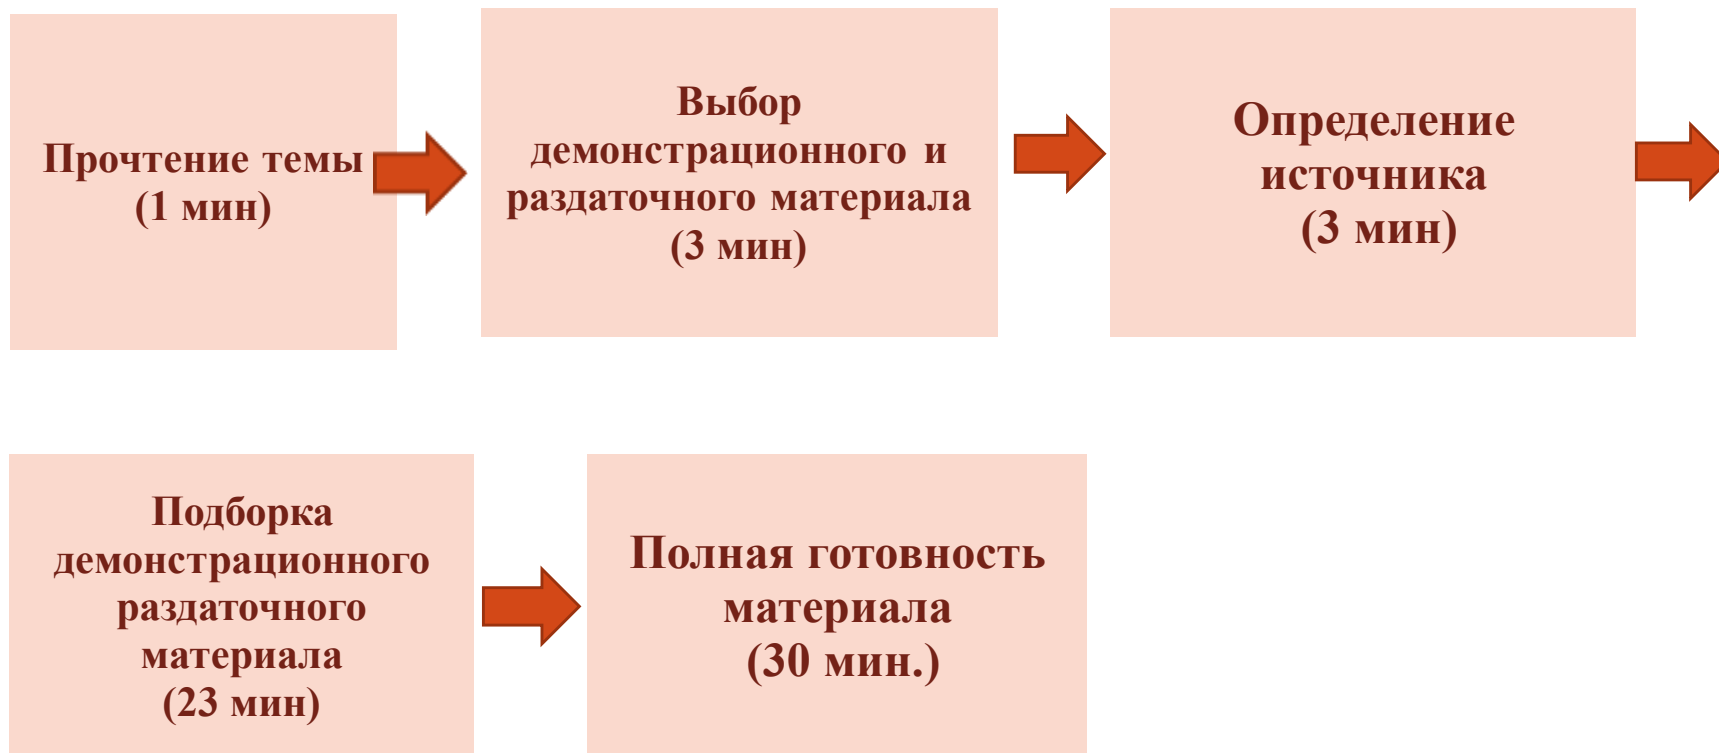 Прочтение темы
(1 мин)
Выбор
демонстрационного и
раздаточного материала
(3 мин)
Определение
источника
(3 мин)
Подборка
демонстрационного
раздаточного
материала
(23 мин)
Полная готовность
материала
(30 мин.)